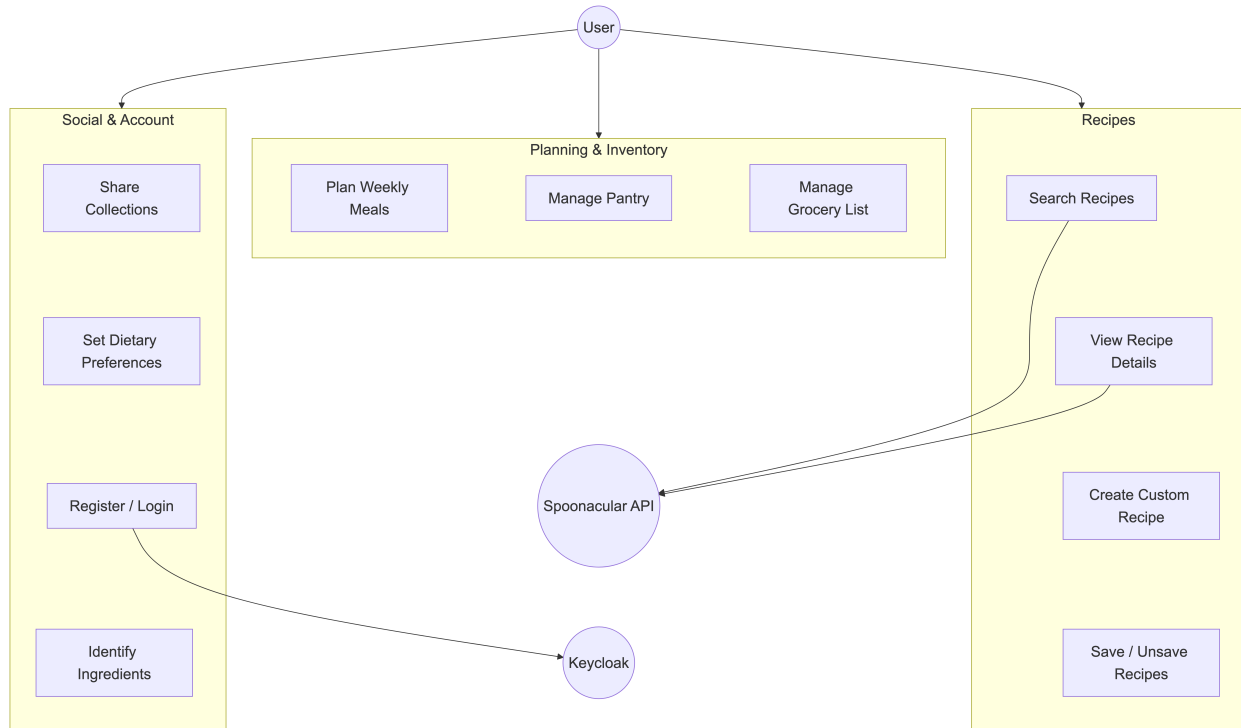 User
Social & Account
Share
Collections
Set Dietary
Preferences
Register / Login
Identify
Ingredients
Planning & Inventory
Plan Weekly
Meals
Manage Pantry
Manage
Grocery List
Spoonacular API
Keycloak
Recipes
Search Recipes
View Recipe
Details
Create Custom
Recipe
Save / Unsave
Recipes